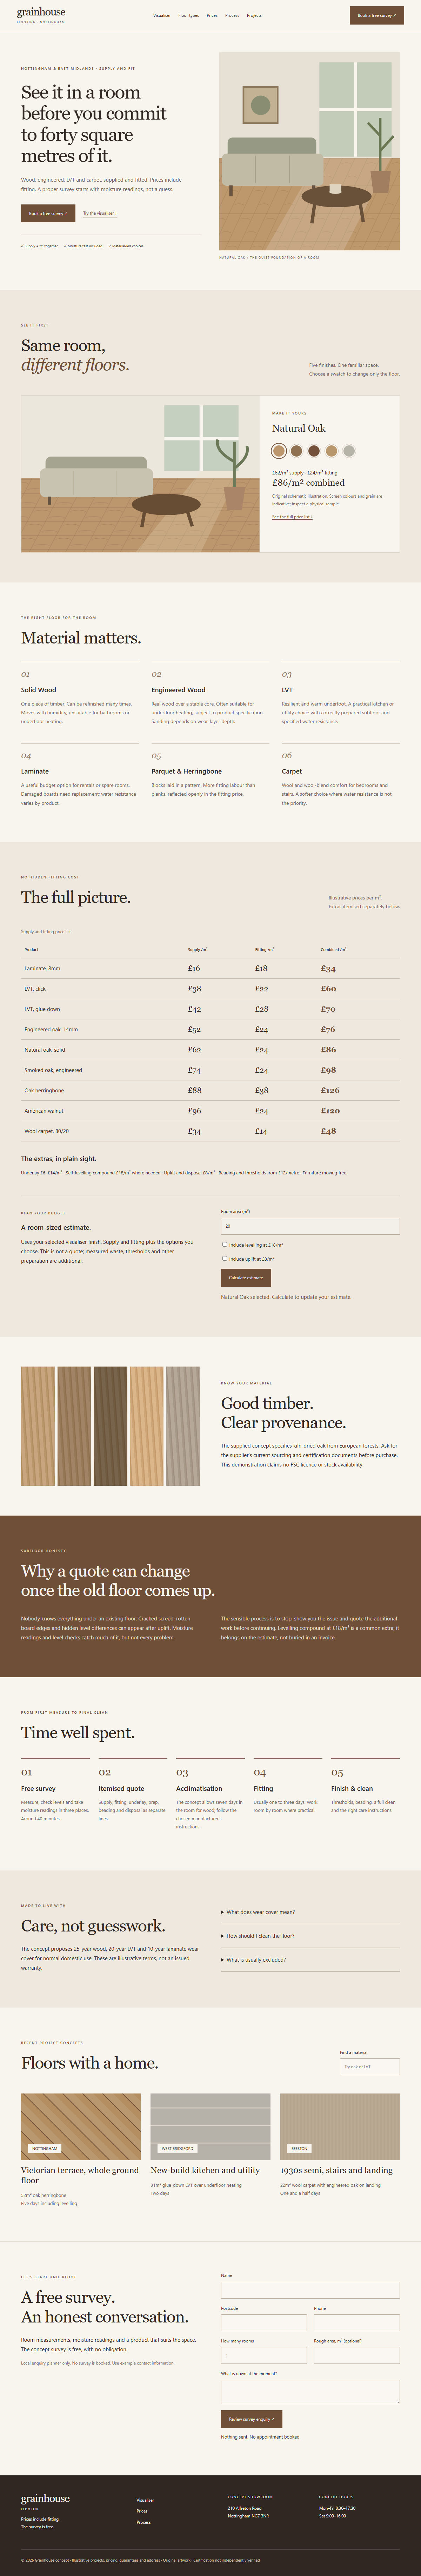 grainhouse
FLOORING · NOTTINGHAM
Visualiser
Floor types
Prices
Process
Projects
Book a free survey ↗
NOTTINGHAM & EAST MIDLANDS · SUPPLY AND FIT
See it in a room
before you commit
to forty square
metres of it.
Wood, engineered, LVT and carpet, supplied and fitted. Prices include
fitting. A proper survey starts with moisture readings, not a guess.
Book a free survey ↗
Try the visualiser ↓
✓ Supply + fit, together
✓ Moisture test included
✓ Material-led choices
NATURAL OAK / THE QUIET FOUNDATION OF A ROOM
SEE IT FIRST
Same room,
different floors.
Five finishes. One familiar space.
Choose a swatch to change only the floor.
MAKE IT YOURS
Natural Oak
£62/m² supply · £24/m² fitting
£86/m² combined
Original schematic illustration. Screen colours and grain are
indicative; inspect a physical sample.
See the full price list ↓
THE RIGHT FLOOR FOR THE ROOM
Material matters.
01
Solid Wood
One piece of timber. Can be refinished many times.
Moves with humidity: unsuitable for bathrooms or
underfloor heating.
02
Engineered Wood
Real wood over a stable core. Often suitable for
underfloor heating, subject to product specification.
Sanding depends on wear-layer depth.
03
LVT
Resilient and warm underfoot. A practical kitchen or
utility choice with correctly prepared subfloor and
specified water resistance.
04
Laminate
A useful budget option for rentals or spare rooms.
Damaged boards need replacement; water resistance
varies by product.
05
Parquet & Herringbone
Blocks laid in a pattern. More fitting labour than
planks, reflected openly in the fitting price.
06
Carpet
Wool and wool-blend comfort for bedrooms and
stairs. A softer choice where water resistance is not
the priority.
NO HIDDEN FITTING COST
The full picture.
Illustrative prices per m².
Extras itemised separately below.
Supply and fitting price list
Product Supply /m² Fitting /m² Combined /m²
Laminate, 8mm £16 £18 £34
LVT, click £38 £22 £60
LVT, glue down £42 £28 £70
Engineered oak, 14mm £52 £24 £76
Natural oak, solid £62 £24 £86
Smoked oak, engineered £74 £24 £98
Oak herringbone £88 £38 £126
American walnut £96 £24 £120
Wool carpet, 80/20 £34 £14 £48
The extras, in plain sight.
Underlay £6–£14/m² · Self-levelling compound £18/m² where needed · Uplift and disposal £8/m² · Beading and thresholds from £12/metre · Furniture moving free.
PLAN YOUR BUDGET
A room-sized estimate.
Uses your selected visualiser finish. Supply and fitting plus the options you
choose. This is not a quote; measured waste, thresholds and other
preparation are additional.
Room area (m²)
20
Include levelling at £18/m²
Include uplift at £8/m²
Calculate estimate
Natural Oak selected. Calculate to update your estimate.
KNOW YOUR MATERIAL
Good timber.
Clear provenance.
The supplied concept specifies kiln-dried oak from European forests. Ask for
the supplier's current sourcing and certification documents before purchase.
This demonstration claims no FSC licence or stock availability.
SUBFLOOR HONESTY
Why a quote can change
once the old floor comes up.
Nobody knows everything under an existing floor. Cracked screed, rotten
board edges and hidden level differences can appear after uplift. Moisture
readings and level checks catch much of it, but not every problem.
The sensible process is to stop, show you the issue and quote the additional
work before continuing. Levelling compound at £18/m² is a common extra; it
belongs on the estimate, not buried in an invoice.
FROM FIRST MEASURE TO FINAL CLEAN
Time well spent.
01
Free survey
Measure, check levels and take
moisture readings in three places.
Around 40 minutes.
02
Itemised quote
Supply, fitting, underlay, prep,
beading and disposal as separate
lines.
03
Acclimatisation
The concept allows seven days in
the room for wood; follow the
chosen manufacturer's
instructions.
04
Fitting
Usually one to three days. Work
room by room where practical.
05
Finish & clean
Thresholds, beading, a full clean
and the right care instructions.
MADE TO LIVE WITH
Care, not guesswork.
The concept proposes 25-year wood, 20-year LVT and 10-year laminate wear
cover for normal domestic use. These are illustrative terms, not an issued
warranty.
▶ What does wear cover mean?
▶ How should I clean the floor?
▶ What is usually excluded?
RECENT PROJECT CONCEPTS
Floors with a home.
Find a material
Try oak or LVT
NOTTINGHAM
Victorian terrace, whole ground
floor
52m² oak herringbone
Five days including levelling
WEST BRIDGFORD
New-build kitchen and utility
31m² glue-down LVT over underfloor heating
Two days
BEESTON
1930s semi, stairs and landing
22m² wool carpet with engineered oak on landing
One and a half days
LET'S START UNDERFOOT
A free survey.
An honest conversation.
Room measurements, moisture readings and a product that suits the space.
The concept survey is free, with no obligation.
Local enquiry planner only. No survey is booked. Use example contact information.
Name
Postcode
Phone
How many rooms
1
Rough area, m² (optional)
What is down at the moment?
Review survey enquiry ↗
Nothing sent. No appointment booked.
grainhouse
FLOORING
Prices include fitting.
The survey is free.
Visualiser
Prices
Process
CONCEPT SHOWROOM
210 Alfreton Road
Nottingham NG7 3NR
CONCEPT HOURS
Mon–Fri 8:30–17:30
Sat 9:00–16:00
© 2026 Grainhouse concept · Illustrative projects, pricing, guarantees and address · Original artwork · Certification not independently verified